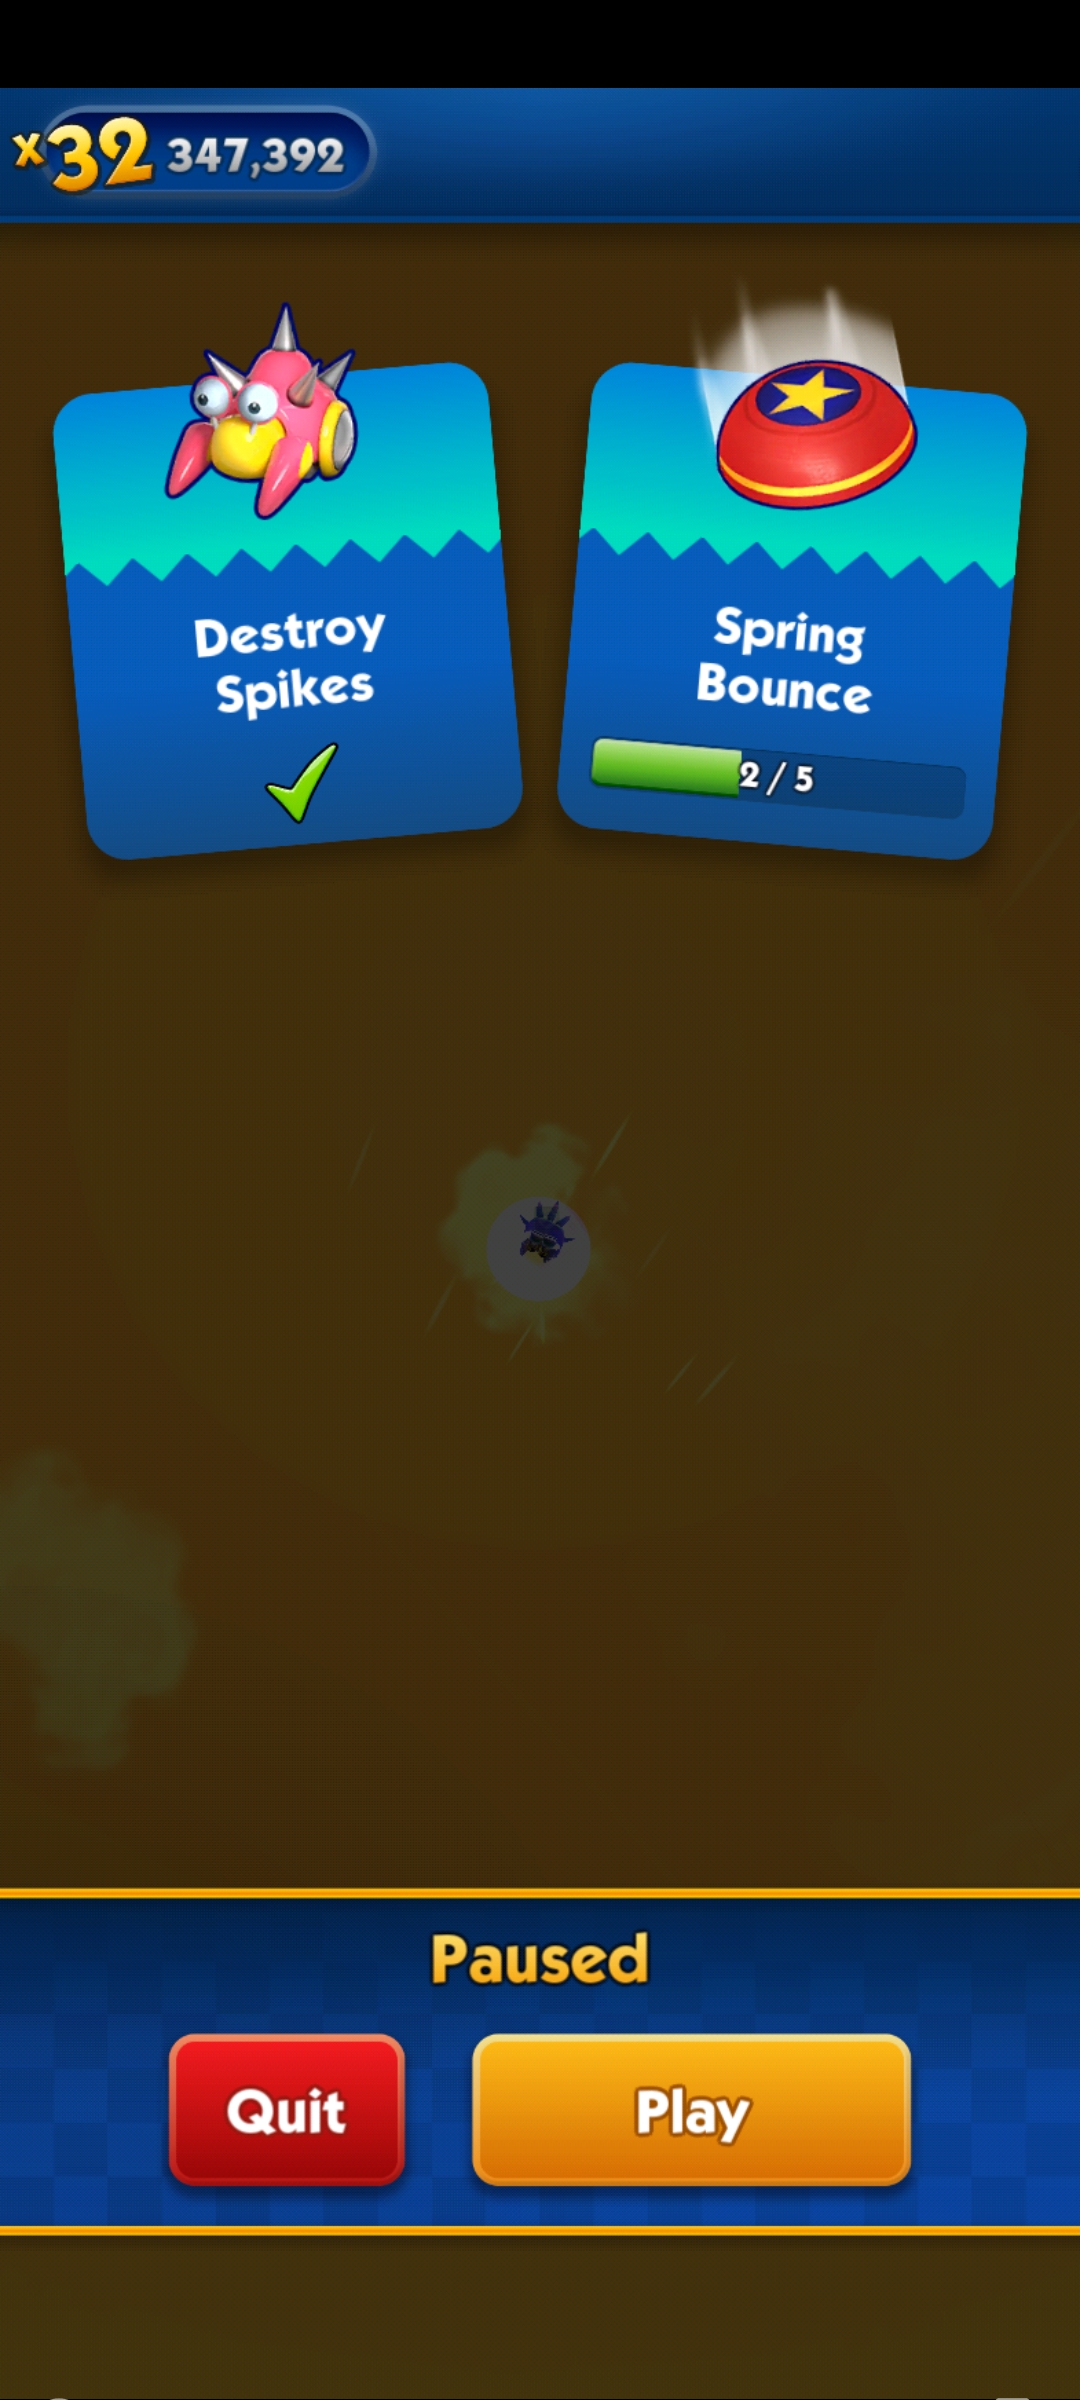 x32 347,392
Destroy
Spikes
Spring
Bounce
2 / 5
Paused
Quit
Play